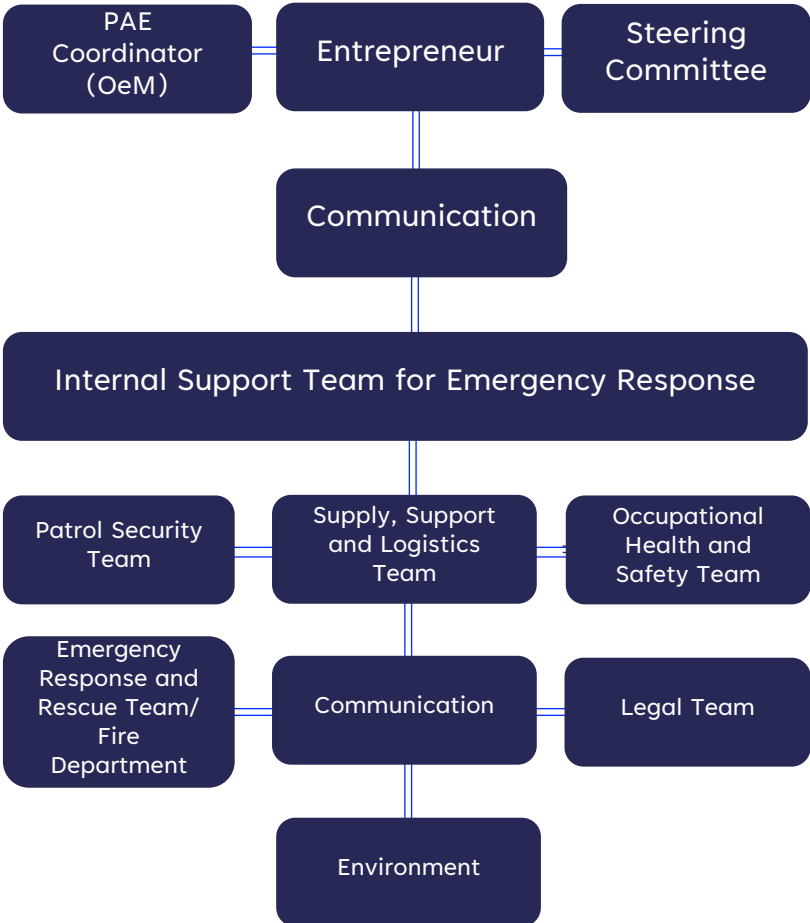 PAE
Coordinator
(OeM)
Entrepreneur
Steering
Committee
Communication
Internal Support Team for Emergency Response
Patrol Security
Team
Supply, Support
and Logistics
Team
Occupational
Health and
Safety Team
Emergency
Response and
Rescue Team/
Fire
Department
Communication
Legal Team
Environment